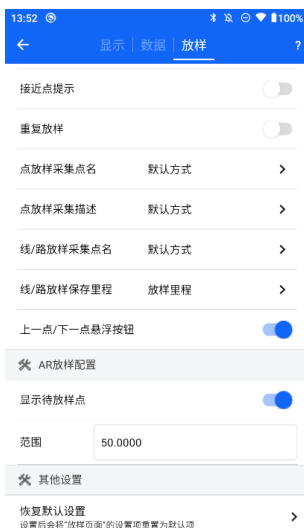 13:52 100%
显示 数据 放样 ?
接近点提示
重复放样
点放样采集点名 默认方式
点放样采集描述 默认方式
线/路放样采集点名 默认方式
线/路放样保存里程 放样里程
上一点/下一点悬浮按钮
AR放样配置
显示待放样点
范围 50.0000
其他设置
恢复默认设置
设置后会将"放样页面"的设置项重置为默认项